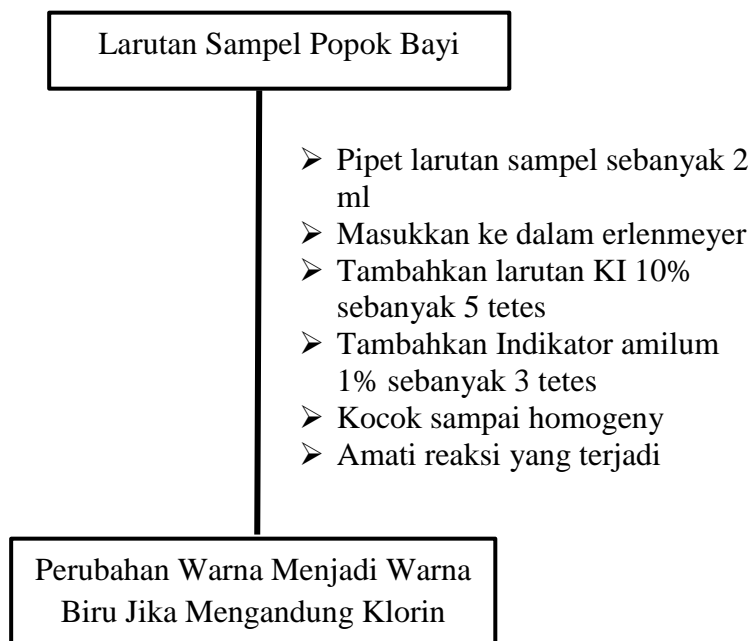 Larutan Sampel Popok Bayi
➢ Pipet larutan sampel sebanyak 2
ml
➢ Masukkan ke dalam erlenmeyer
➢ Tambahkan larutan KI 10%
sebanyak 5 tetes
➢ Tambahkan Indikator amilum
1% sebanyak 3 tetes
➢ Kocok sampai homogeny
➢ Amati reaksi yang terjadi
Perubahan Warna Menjadi Warna
Biru Jika Mengandung Klorin